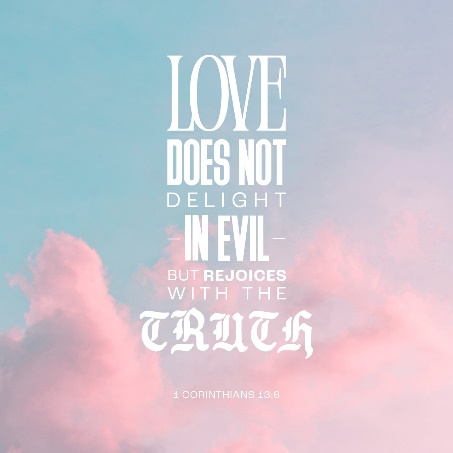 LOVE
DOES NOT
DELIGHT
- IN EVIL -
BUT REJOICES
WITH THE
TRUTH
1 CORINTHIANS 13:6